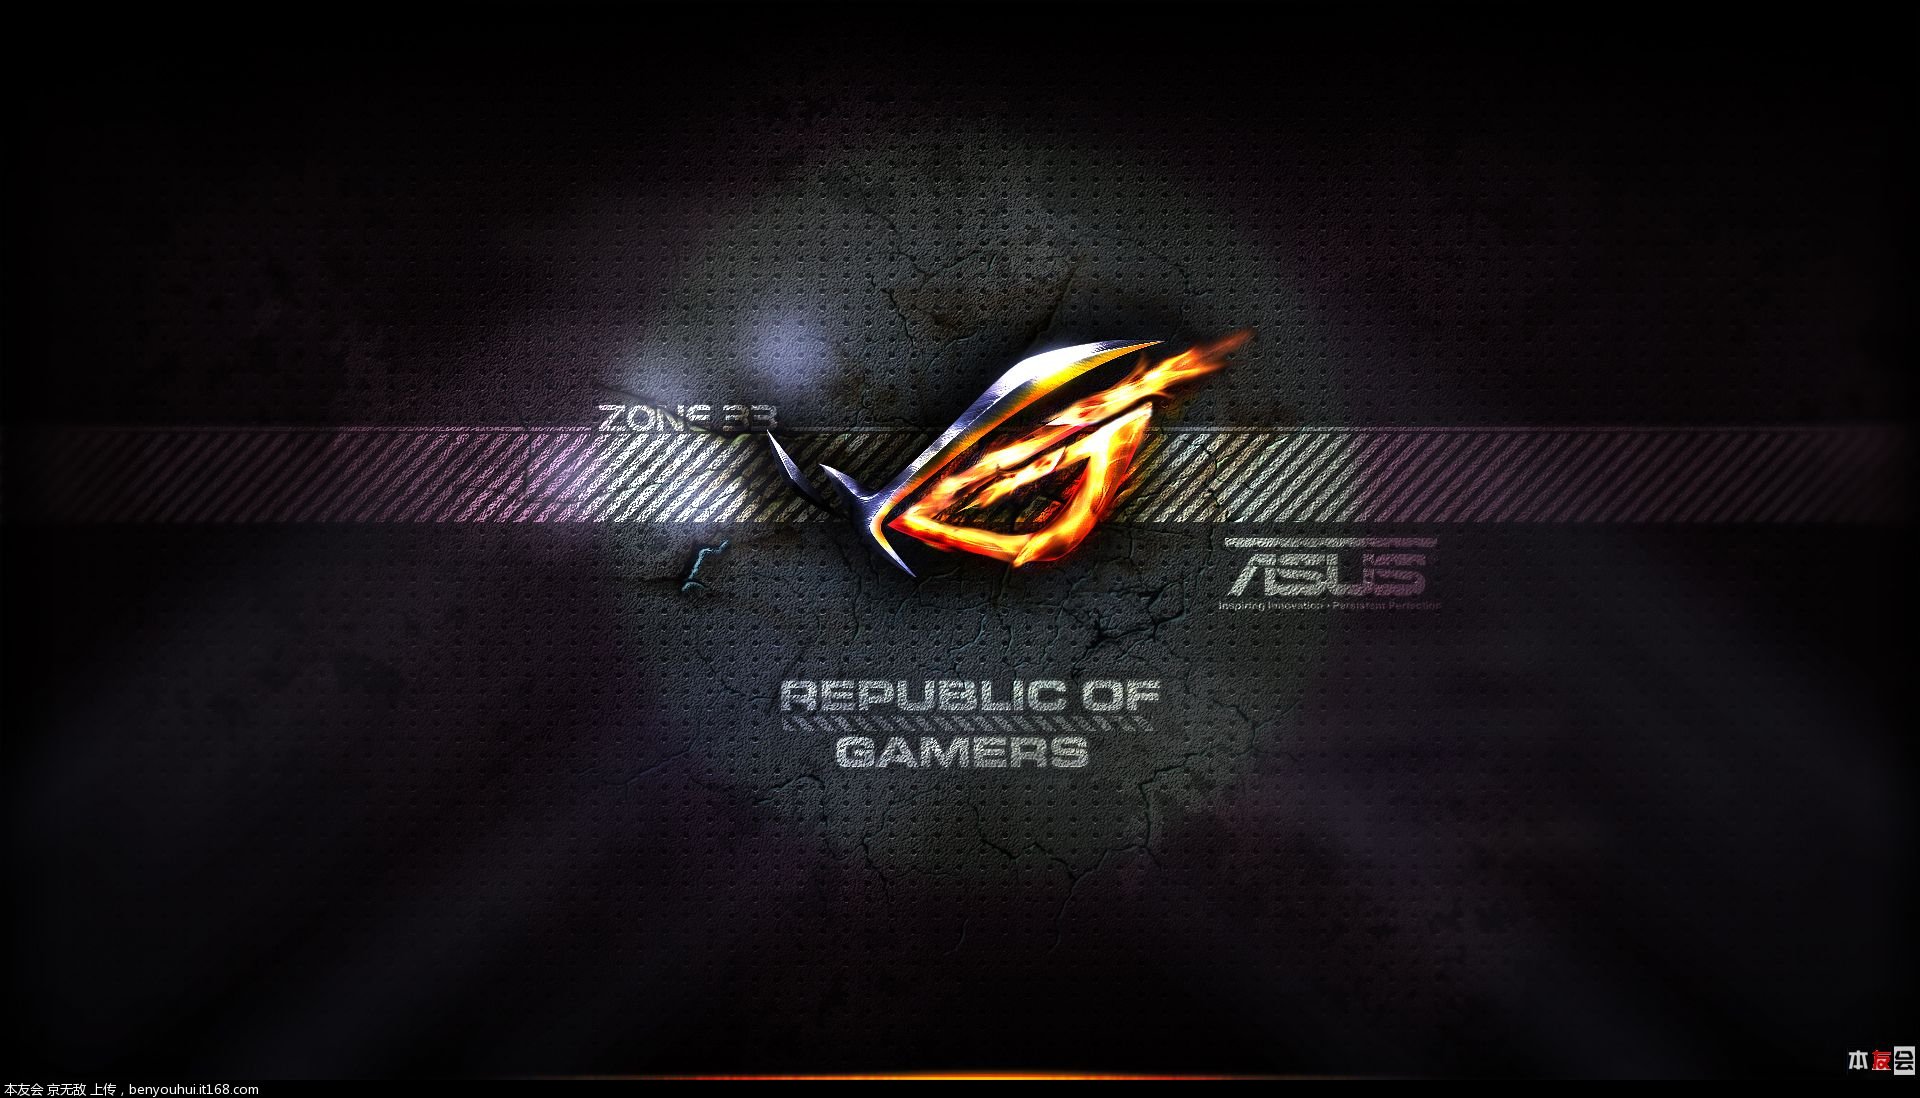 ZONE 33
ASUS
Inspiring Innovation • Persistent Perfection
REPUBLIC OF
GAMERS
本友会
本友会 京无敌 上传，benyouhui.it168.com